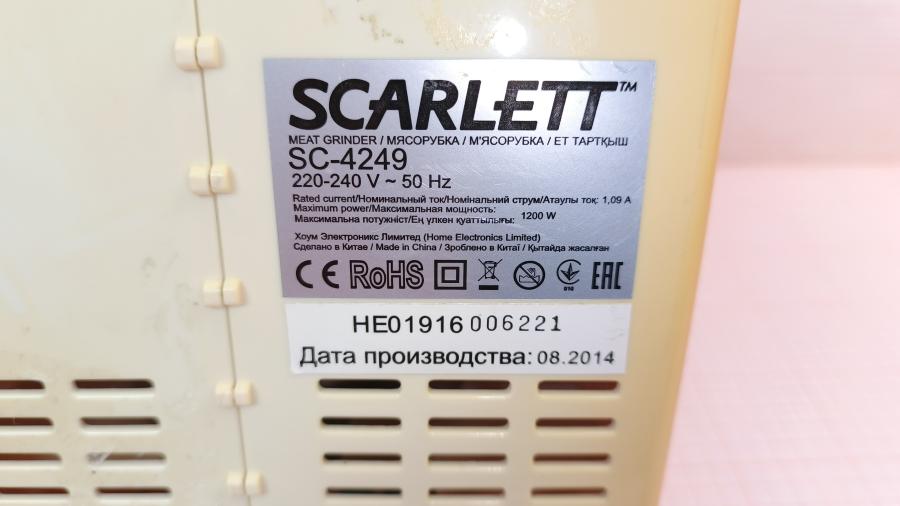 SCARLETT™
MEAT GRINDER / МЯСОРУБКА / М'ЯСОРУБКА / ЕТ ТАРТҚЫШ
SC-4249
220-240 V ~ 50 Hz
Rated current/Номинальный ток/Номінальний струм/Атаулы тоқ: 1,09 A
Maximum power/Максимальная мощность:
Максимальна потужніст/Ең үлкен қуаттылығы: 1200 W
Хоум Электроникс Лимитед (Home Electronics Limited)
Сделано в Китае / Made in China / Зроблено в Китаї / Қытайда жасалған
CE RoHS 010 EAC
HE01916 006221
Дата производства: 08.2014